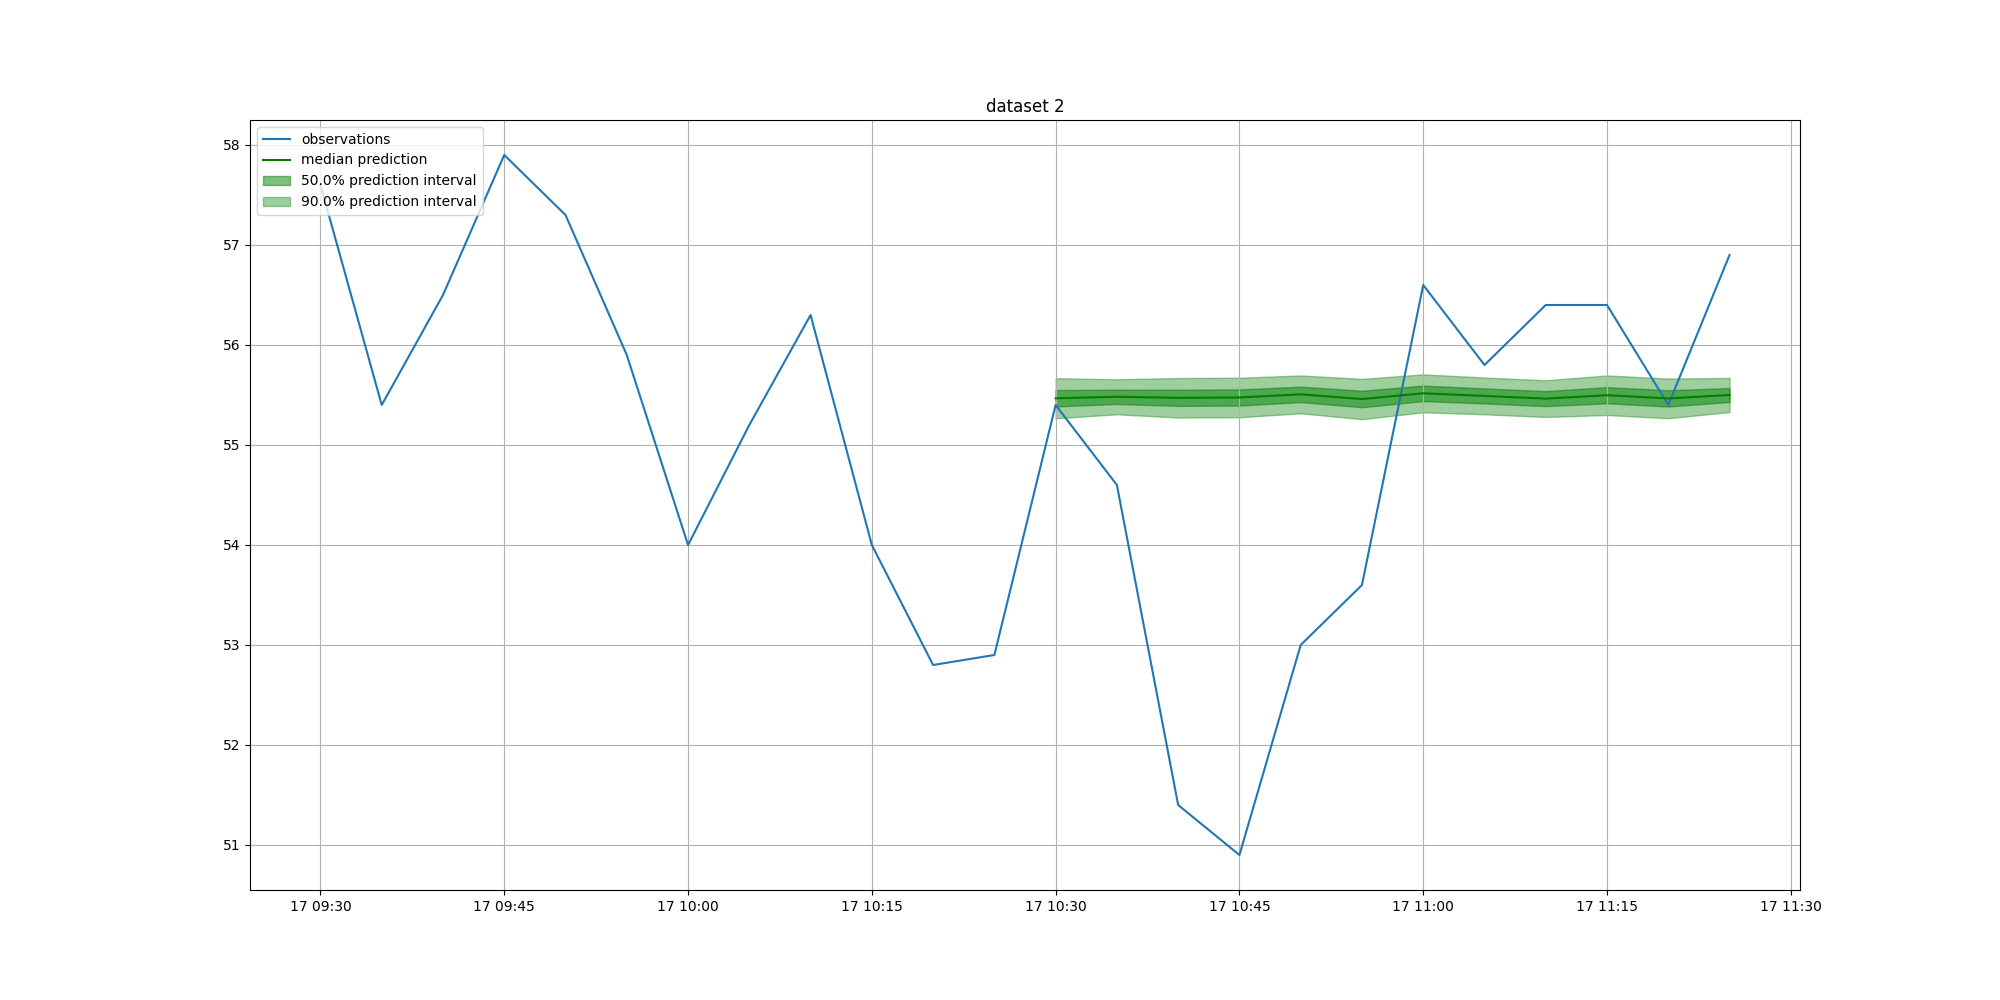 dataset 2
observations
median prediction
50.0% prediction interval
90.0% prediction interval
58
57
56
55
54
53
52
51
17 09:30 17 09:45 17 10:00 17 10:15 17 10:30 17 10:45 17 11:00 17 11:15 17 11:30